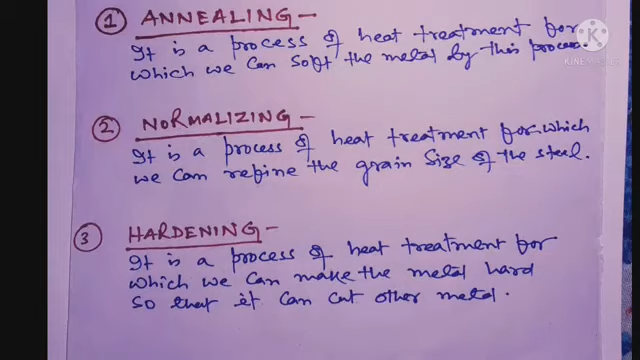 1 ANNEALING -
It is a process of heat treatment for
which we can soft the metal by this process
2 NORMALIZING -
It is a process of heat treatment for which
we can refine the grain size of the steel.
3 HARDENING -
It is a process of heat treatment for
which we can make the metal hard
so that it can cut other metal.